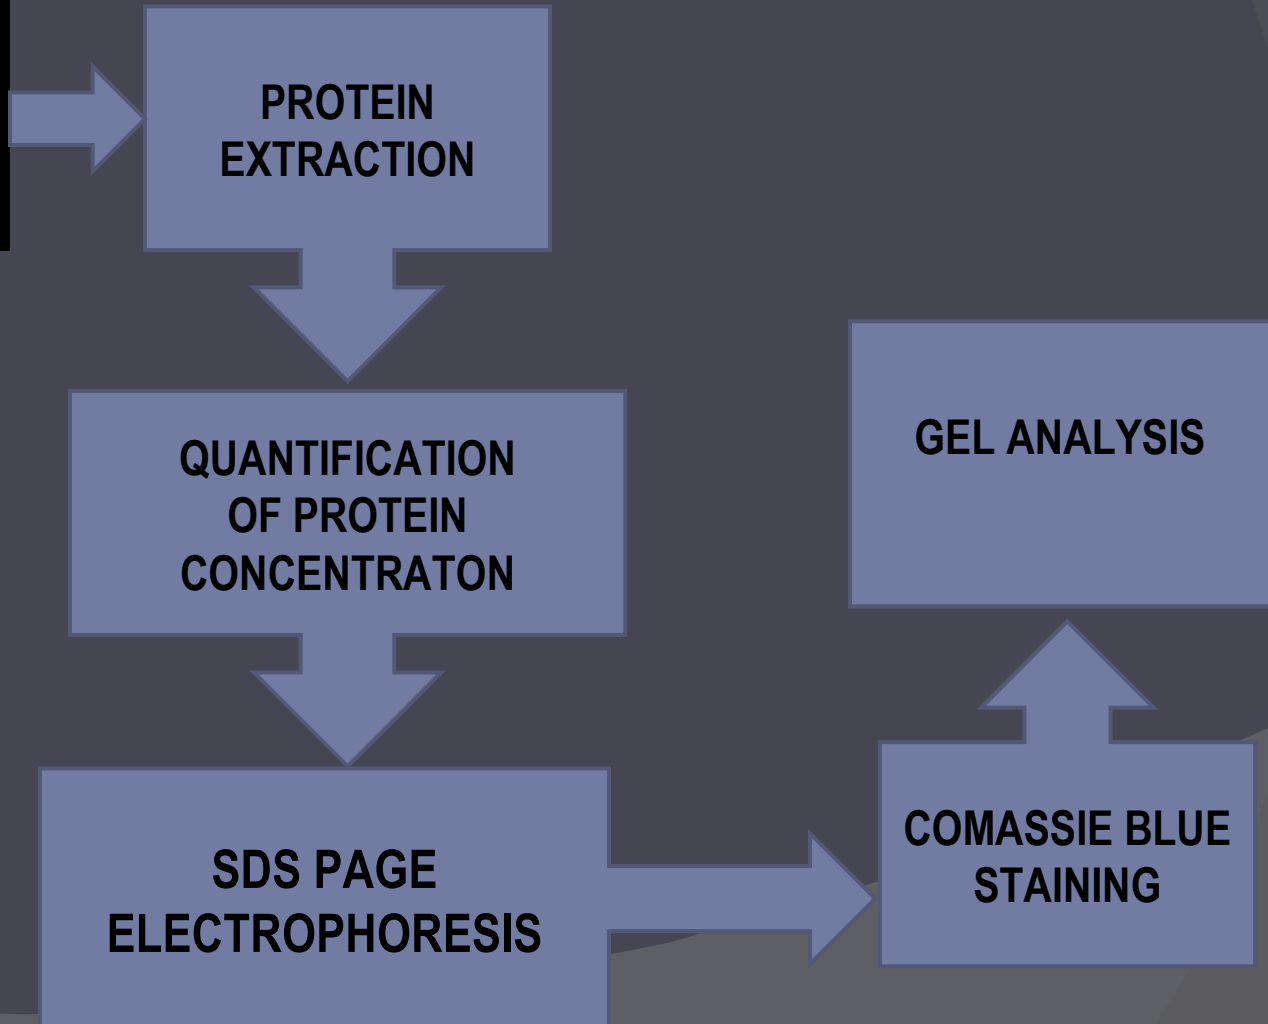 PROTEIN
EXTRACTION
QUANTIFICATION
OF PROTEIN
CONCENTRATON
SDS PAGE
ELECTROPHORESIS
COMASSIE BLUE
STAINING
GEL ANALYSIS